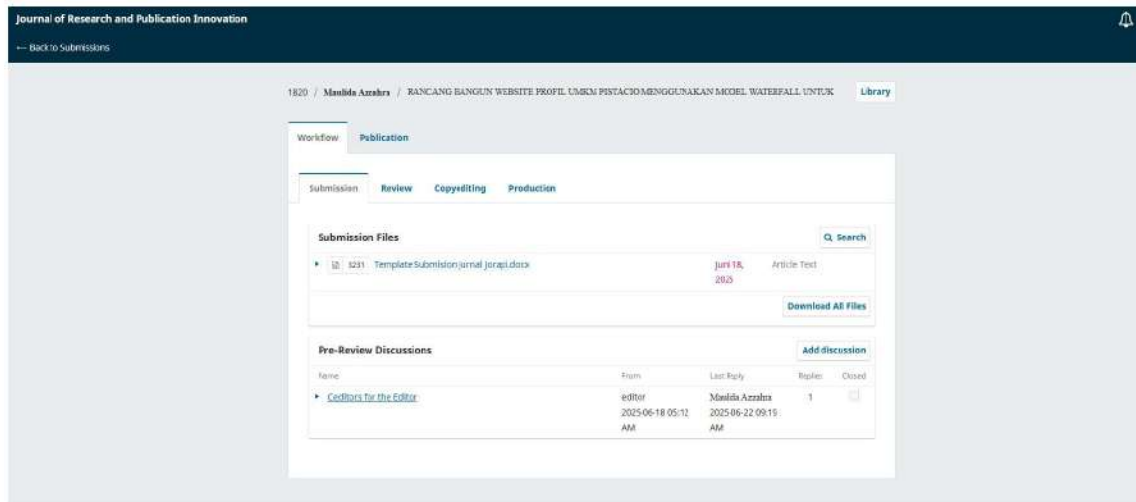 Journal of Research and Publication Innovation
← Back to Submissions
1820 / Maulida Azzahra / RANCANG BANGUN WEBSITE PROFIL UMKM PISTACIO MENGGUNAKAN MODEL WATERFALL UNTUK
Library
Workflow Publication
Submission Review Copyediting Production
Submission Files
Search
3231 Template Submision Jurnal Jorapi.docx Juni 18, Article Text
2025
Download All Files
Pre-Review Discussions Add discussion
Name From Last Reply Replies Closed
editor Maulida Azzahra 1
for the Editor
2025-06-18 05:12 2025-06-22 09:19
AM AM